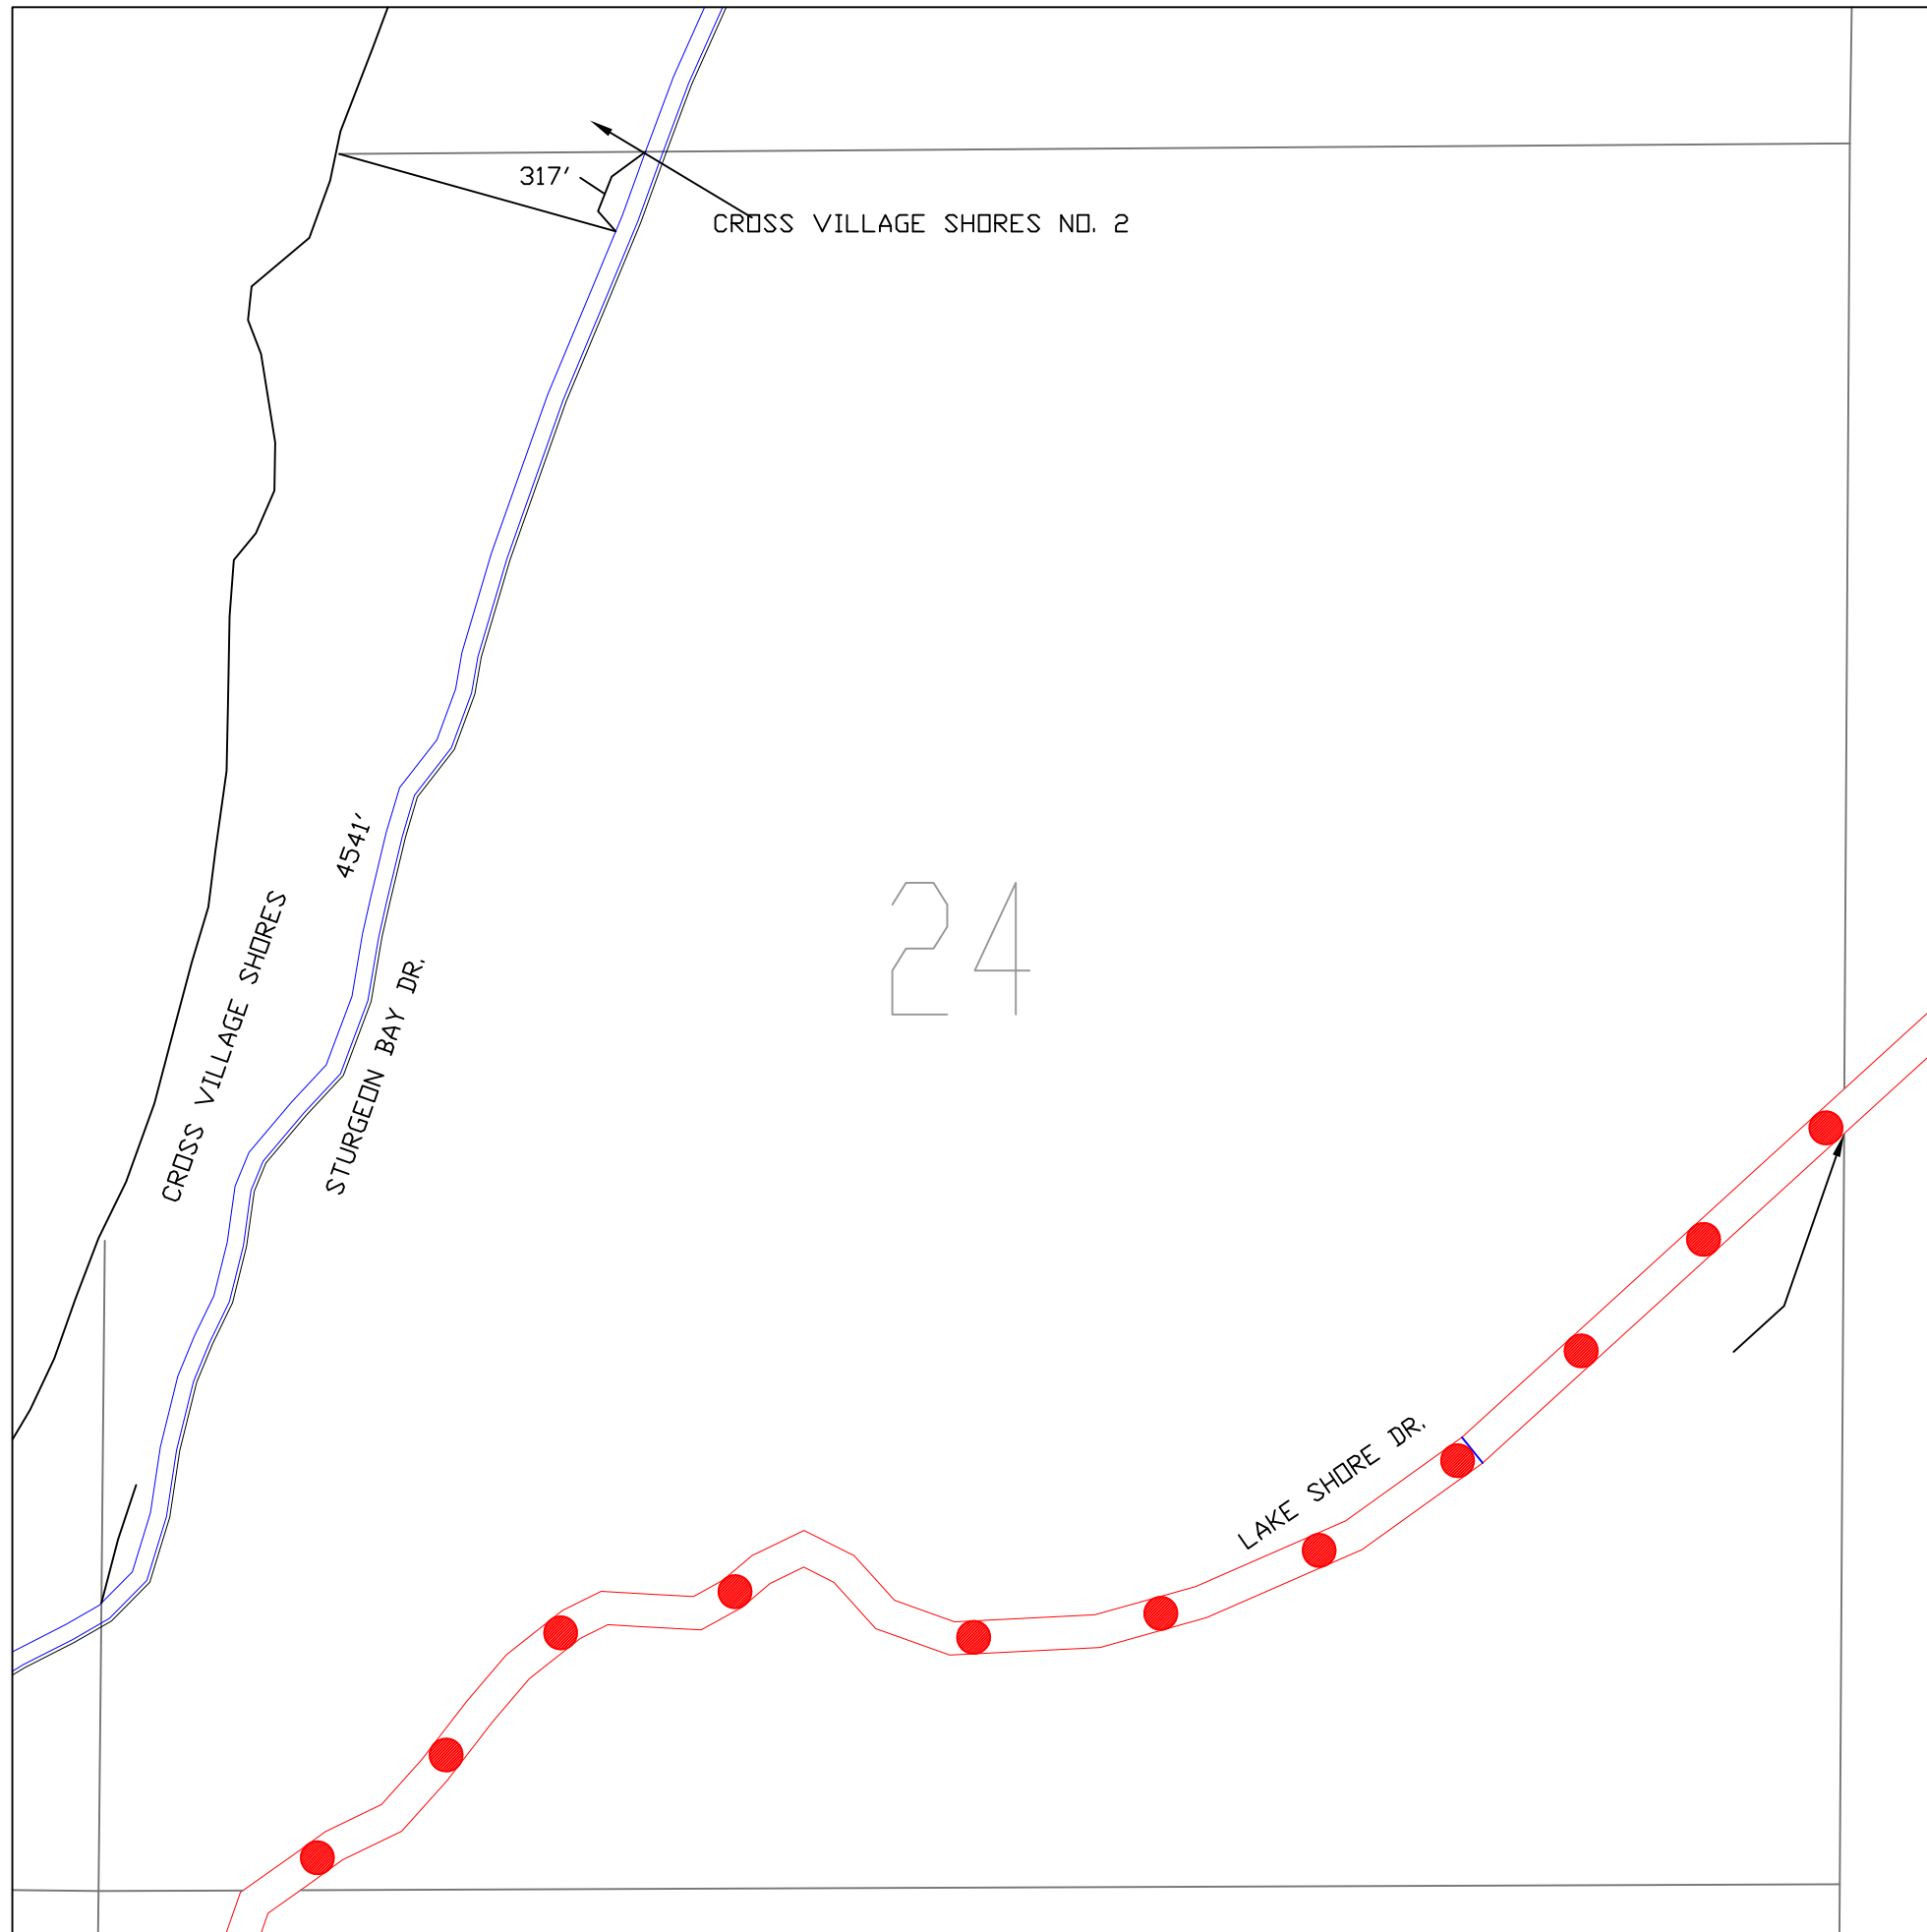 317'
CROSS VILLAGE SHORES NO. 2
4541'
CROSS VILLAGE SHORES
24
STURGEON BAY DR.
LAKE SHORE DR.